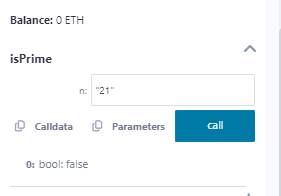 Balance: 0 ETH
isPrime
n: "21"
Calldata Parameters call
0: bool: false